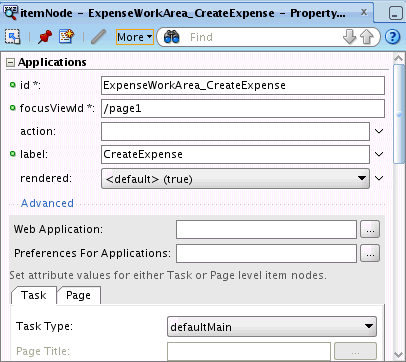 itemNode - ExpenseWorkArea_CreateExpense - Property...
More
Find
Applications
id *: ExpenseWorkArea_CreateExpense
focusViewId *: /page1
action:
label: CreateExpense
rendered: <default> (true)
Advanced
Web Application: ...
Preferences For Applications: ...
Set attribute values for either Task or Page level item nodes.
Task Page
Task Type: defaultMain
Page Title: ...